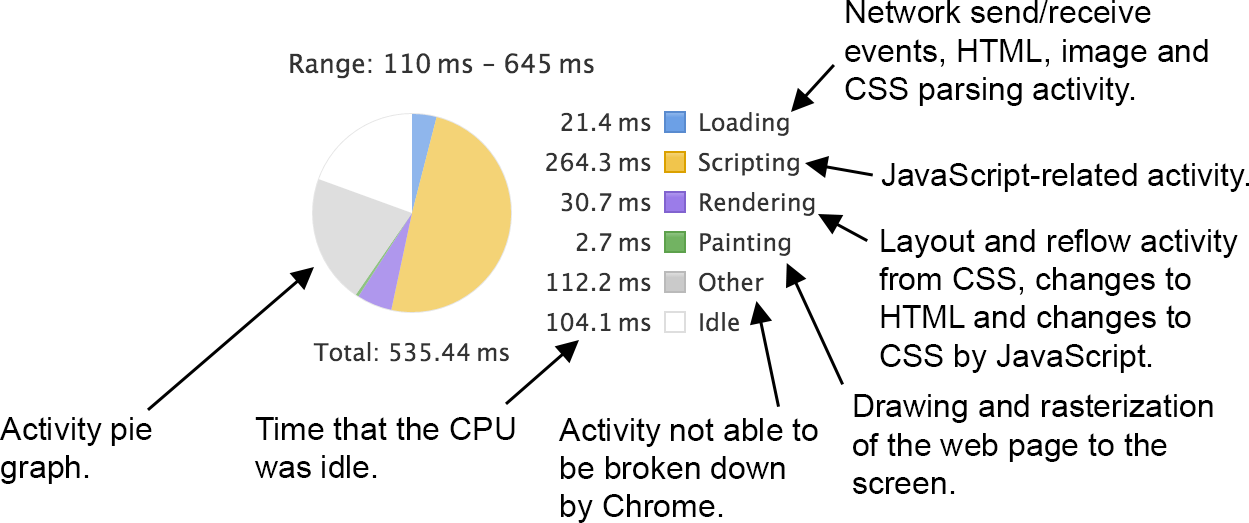 Network send/receive
events, HTML, image and
CSS parsing activity.
Range: 110 ms – 645 ms
21.4 ms Loading
264.3 ms Scripting
JavaScript-related activity.
30.7 ms Rendering
2.7 ms Painting
Layout and reflow activity
from CSS, changes to
HTML and changes to
CSS by JavaScript.
112.2 ms Other
104.1 ms Idle
Total: 535.44 ms
Activity pie
graph.
Time that the CPU
was idle.
Activity not able to
be broken down
by Chrome.
Drawing and rasterization
of the web page to the
screen.